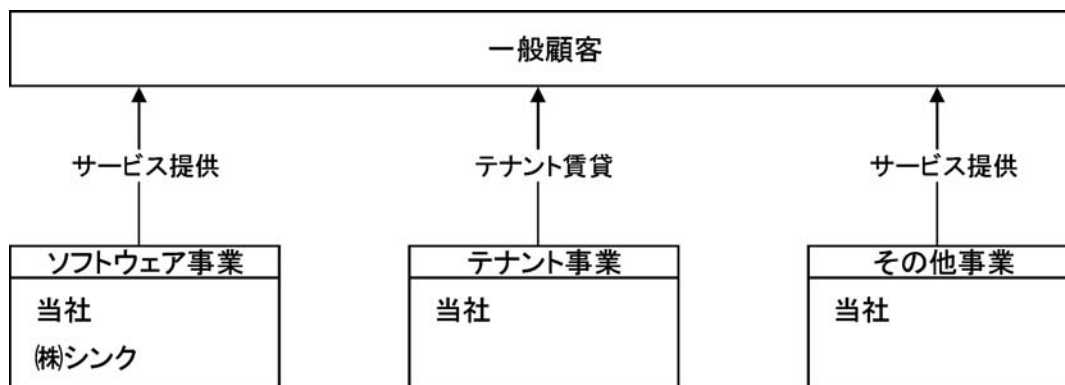 一般顧客
サービス提供
テナント賃貸
サービス提供
ソフトウェア事業
当社
㈱シンク
テナント事業
当社
その他事業
当社